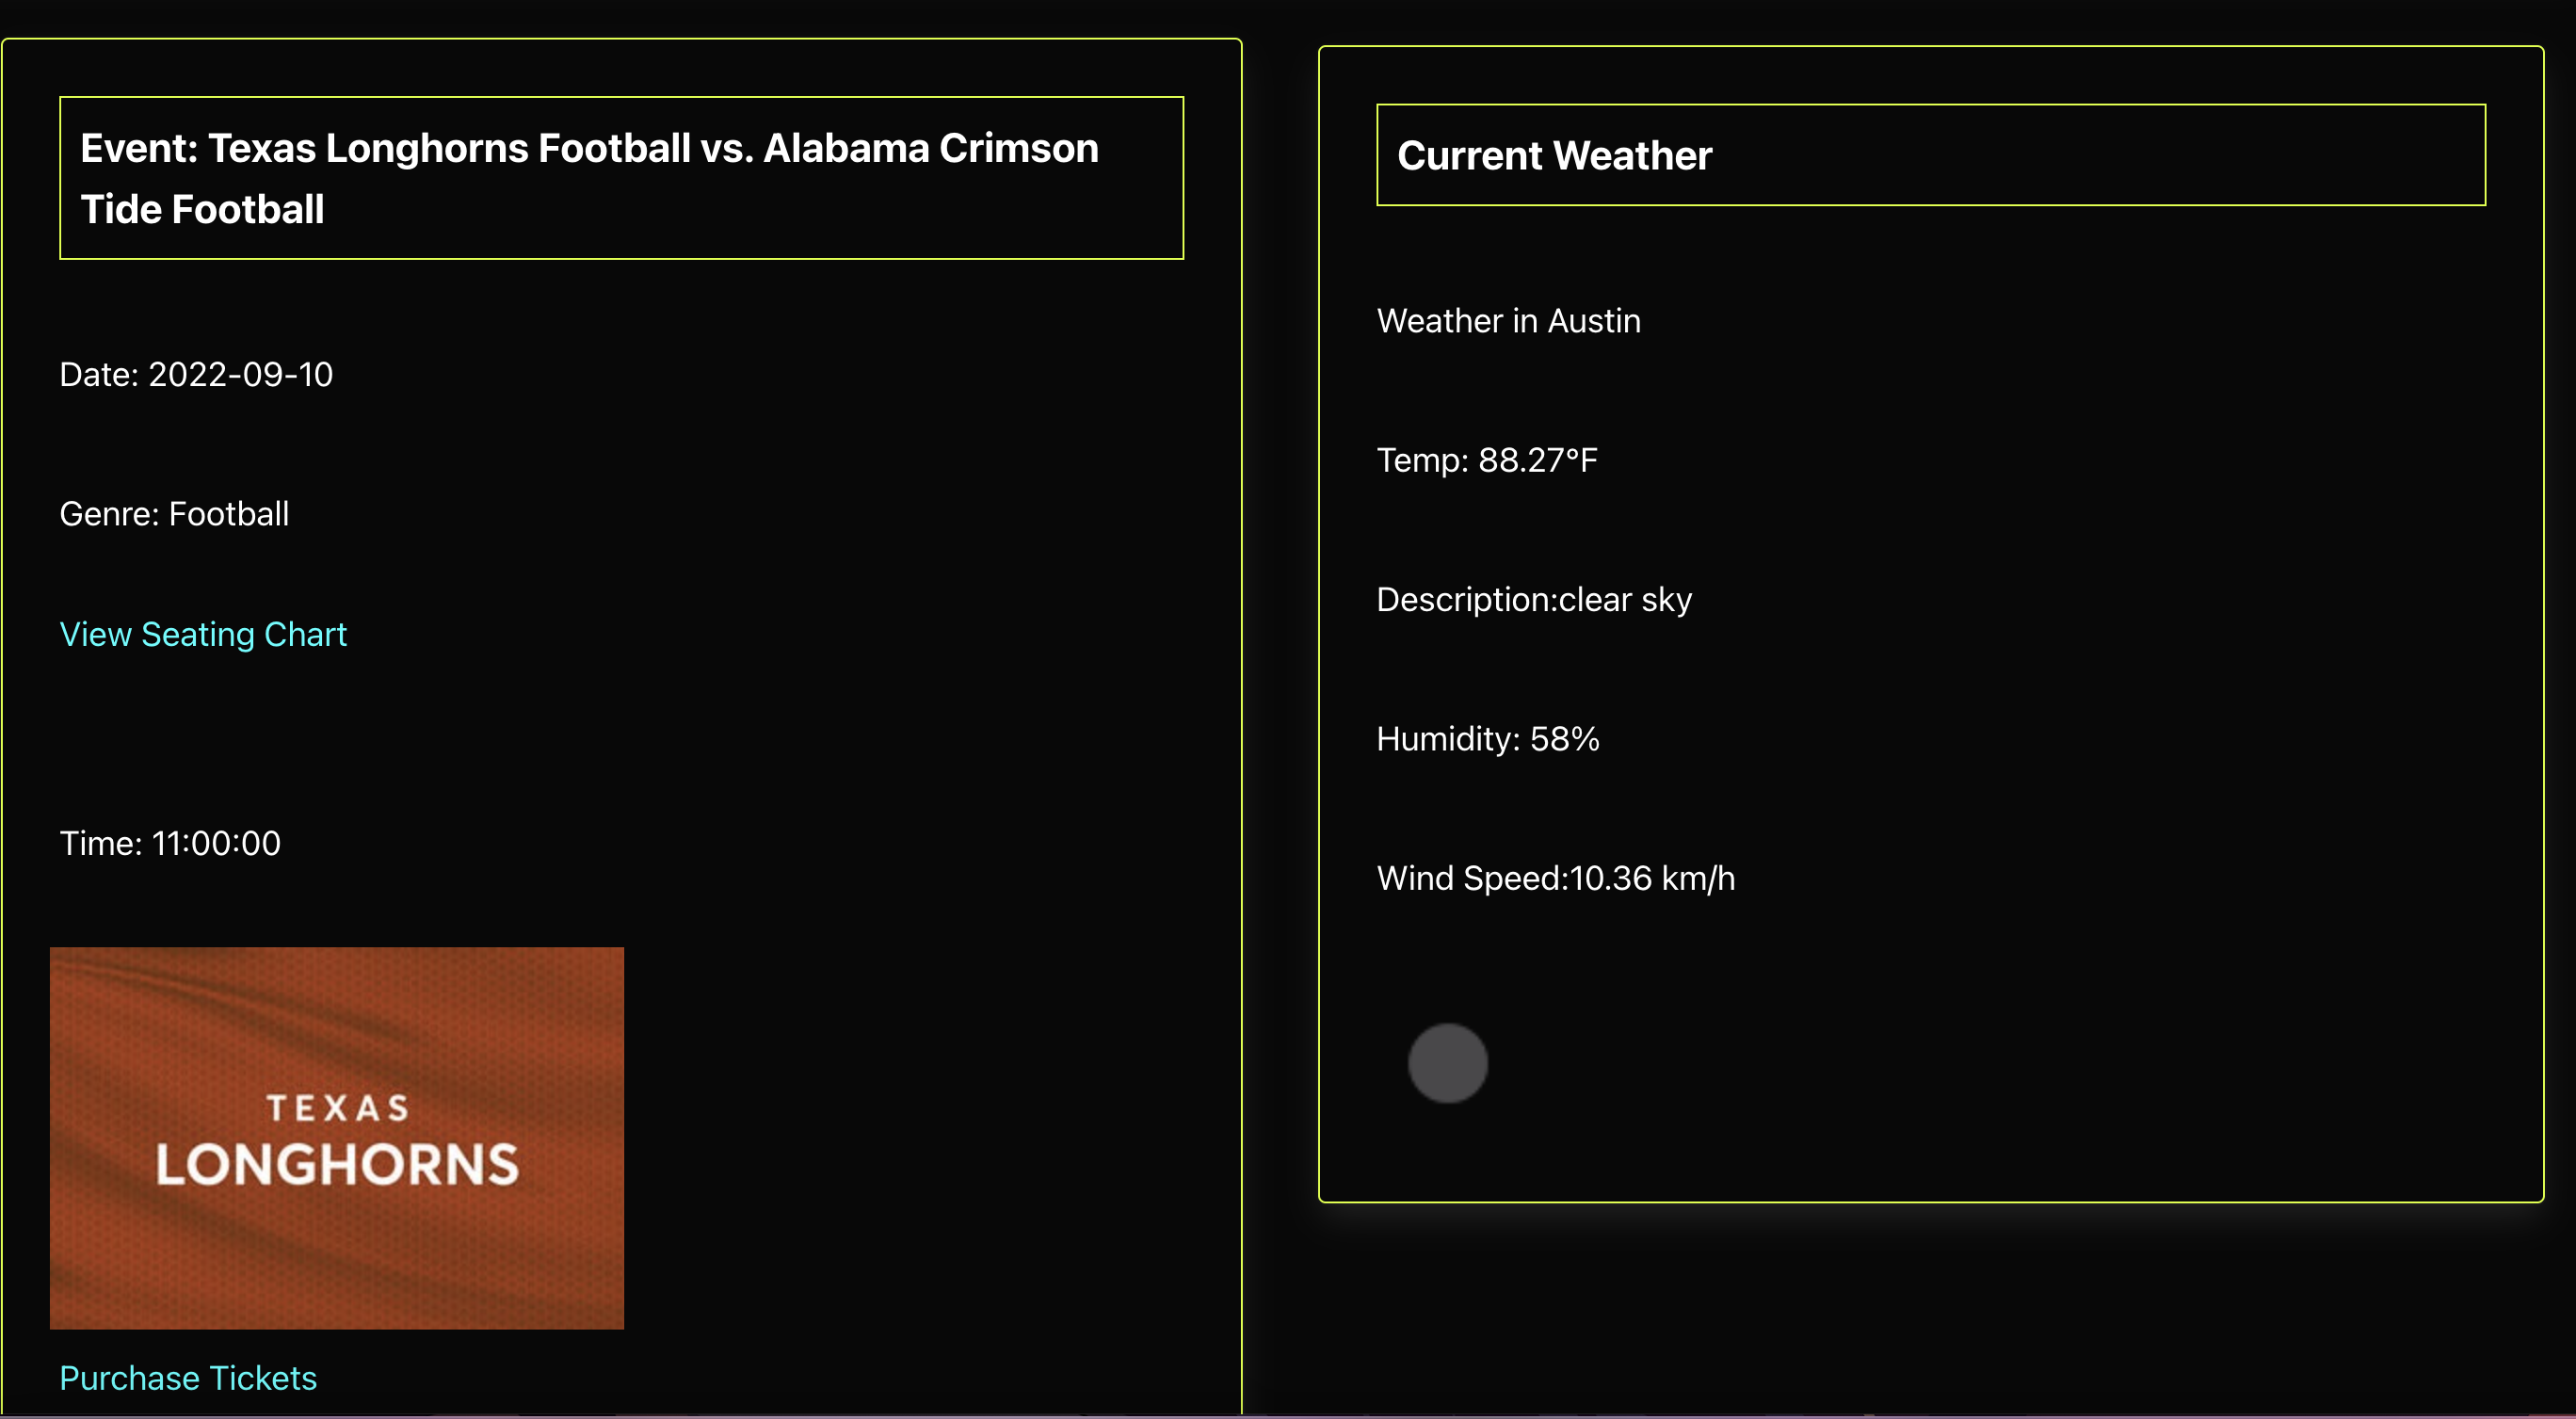 Event: Texas Longhorns Football vs. Alabama Crimson
Tide Football
Date: 2022-09-10
Genre: Football
View Seating Chart
Time: 11:00:00
TEXAS
LONGHORNS
Purchase Tickets
Current Weather
Weather in Austin
Temp: 88.27°F
Description:clear sky
Humidity: 58%
Wind Speed:10.36 km/h